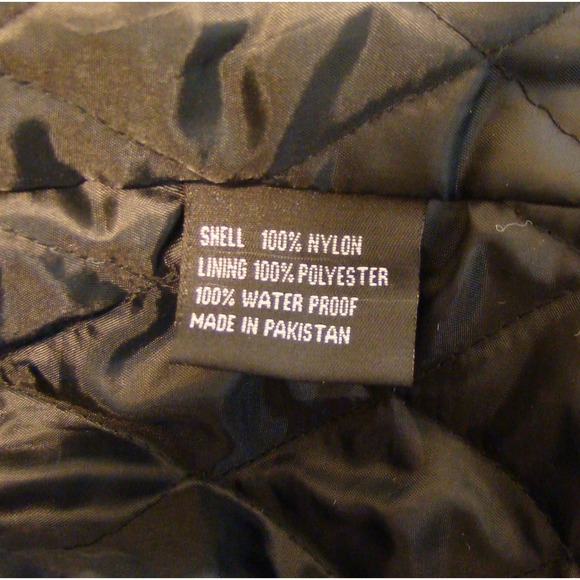 SHELL 100% NYLON
LINING 100% POLYESTER
100% WATER PROOF
MADE IN PAKISTAN